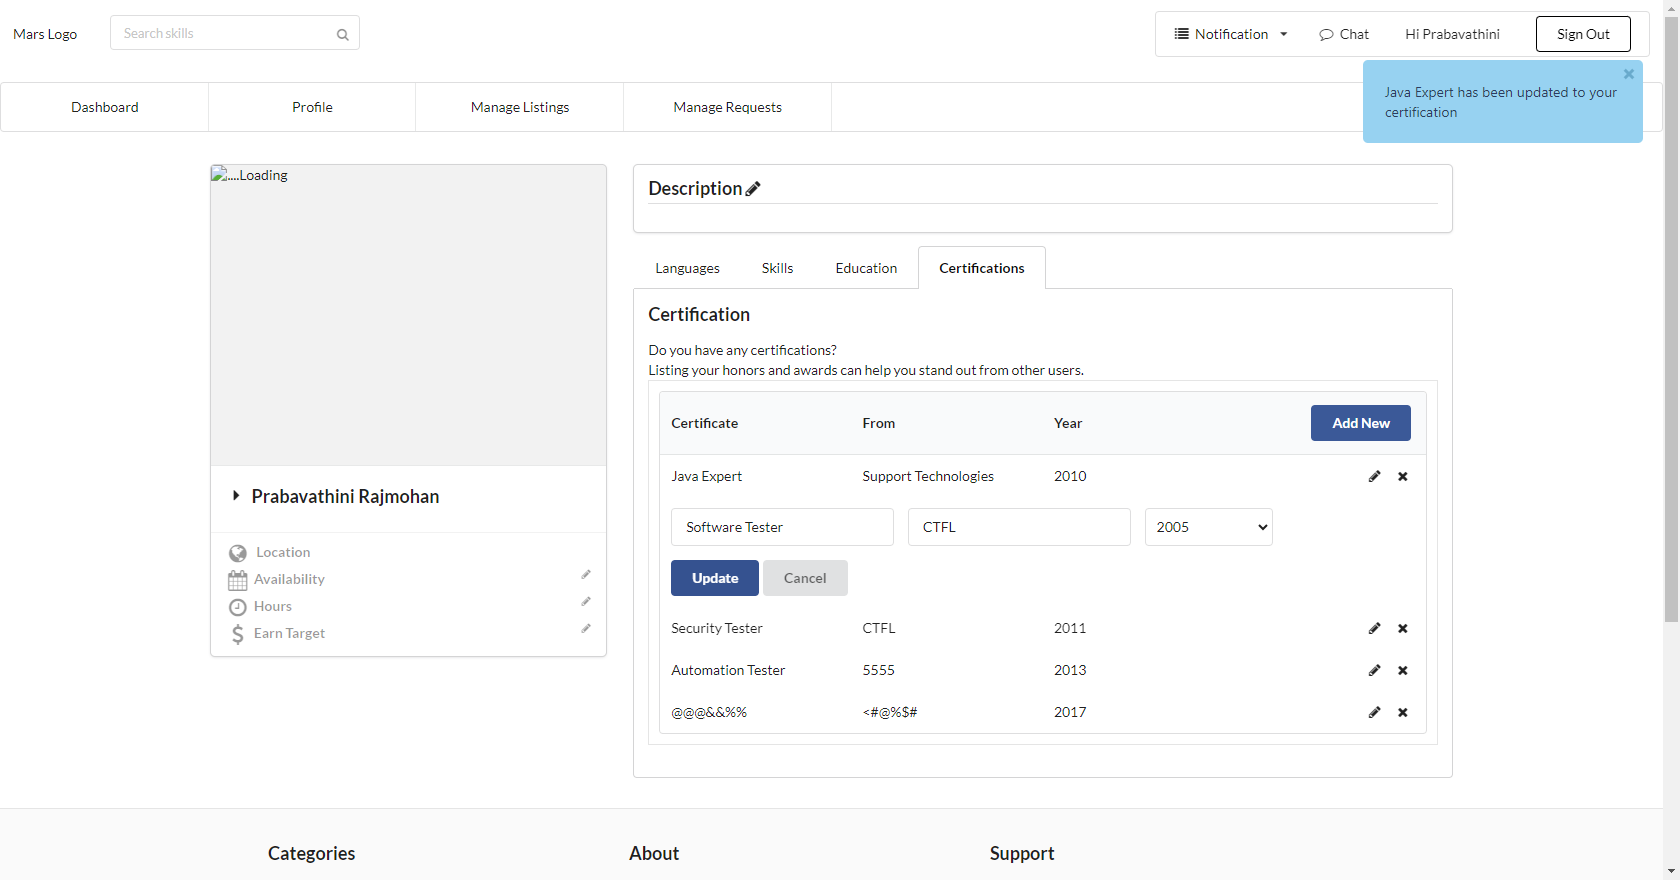 Mars Logo
Search skills
Notification
Chat
Hi Prabavathini
Sign Out
Java Expert has been updated to your
certification
Dashboard
Profile
Manage Listings
Manage Requests
....Loading
Prabavathini Rajmohan
Location
Availability
Hours
Earn Target
Description
Languages
Skills
Education
Certifications
Certification
Do you have any certifications?
Listing your honors and awards can help you stand out from other users.
Certificate From Year Add New
Java Expert Support Technologies 2010
Software Tester CTFL 2005
Update Cancel
Security Tester CTFL 2011
Automation Tester 5555 2013
@@@&&%% <#@%$# 2017
Categories
About
Support